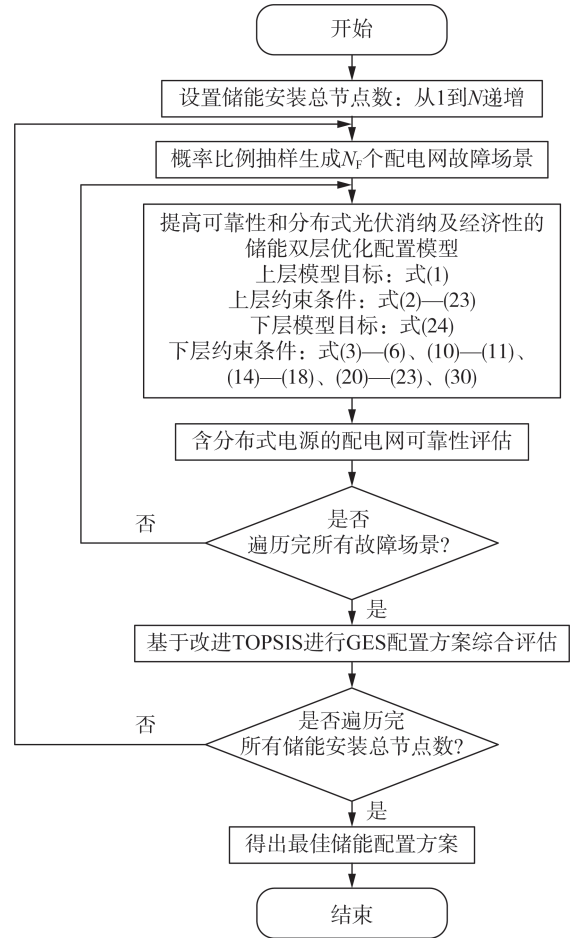 开始
设置储能安装总节点数：从1到N递增
概率比例抽样生成N_F个配电网故障场景
提高可靠性和分布式光伏消纳及经济性的
储能双层优化配置模型
上层模型目标：式(1)
上层约束条件：式(2)—(23)
下层模型目标：式(24)
下层约束条件：式(3)—(6)、(10)—(11)、
(14)—(18)、(20)—(23)、(30)
含分布式电源的配电网可靠性评估
否
是否
遍历完所有故障场景?
是
基于改进TOPSIS进行GES配置方案综合评估
否
是否遍历完
所有储能安装总节点数?
是
得出最佳储能配置方案
结束